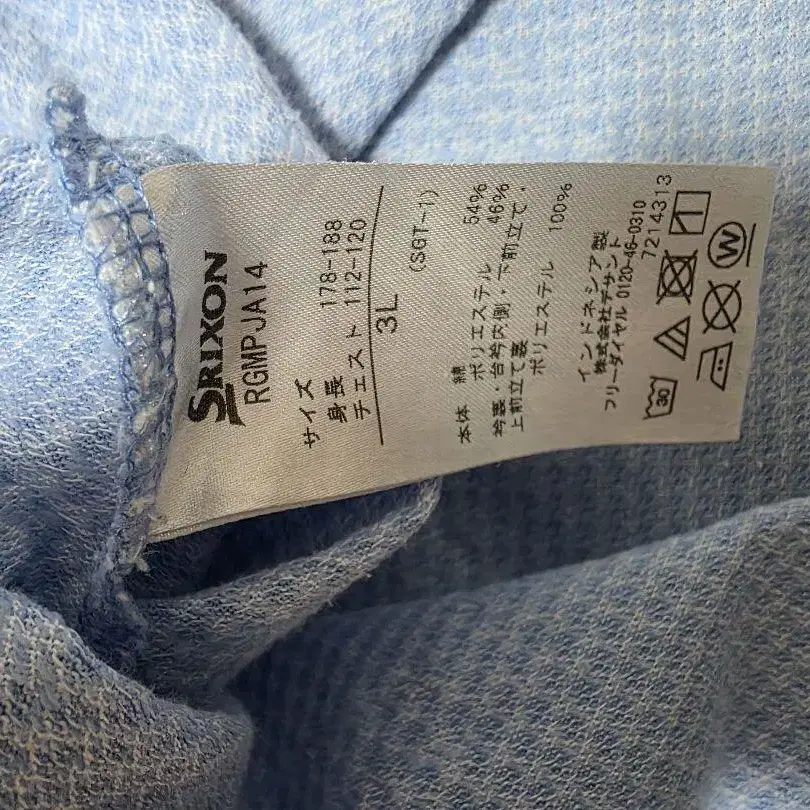 SRIXON
RGMPJA14
サイズ
身長 178-188
チェスト 112-120
3L
(SGT-1)
本体 綿 54%
ポリエステル 46%
衿裏・台衿内側・下前立て・
上前立て裏
ポリエステル 100%
インドネシア製
株式会社デサント
フリーダイヤル 0120-46-0310
7214313
30
W